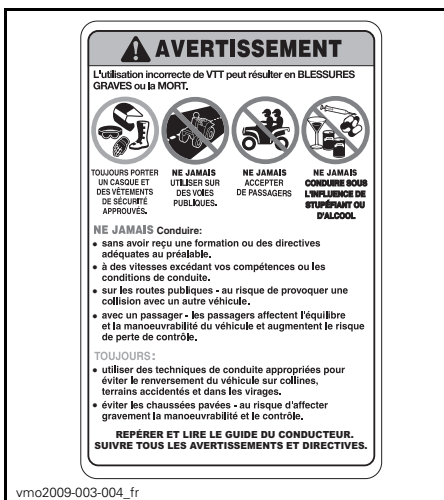 AVERTISSEMENT
L'utilisation incorrecte de VTT peut résulter en BLESSURES
GRAVES ou la MORT.
TOUJOURS PORTER
UN CASQUE ET
DES VÊTEMENTS
DE SÉCURITÉ
APPROUVÉS.
NE JAMAIS
UTILISER SUR
DES VOIES
PUBLIQUES.
NE JAMAIS
ACCEPTER
DE PASSAGERS
NE JAMAIS
CONDUIRE SOUS
L'INFLUENCE DE
STUPÉFIANT OU
D'ALCOOL
NE JAMAIS Conduire:
• sans avoir reçu une formation ou des directives
adéquates au préalable.
• à des vitesses excédant vos compétences ou les
conditions de conduite.
• sur les routes publiques - au risque de provoquer une
collision avec un autre véhicule.
• avec un passager - les passagers affectent l'équilibre
et la manoeuvrabilité du véhicule et augmentent le risque
de perte de contrôle.
TOUJOURS:
• utiliser des techniques de conduite appropriées pour
éviter le renversement du véhicule sur collines,
terrains accidentés et dans les virages.
• éviter les chaussées pavées - au risque d'affecter
gravement la manoeuvrabilité et le contrôle.
REPÉRER ET LIRE LE GUIDE DU CONDUCTEUR.
SUIVRE TOUS LES AVERTISSEMENTS ET DIRECTIVES.
vmo2009-003-004_fr